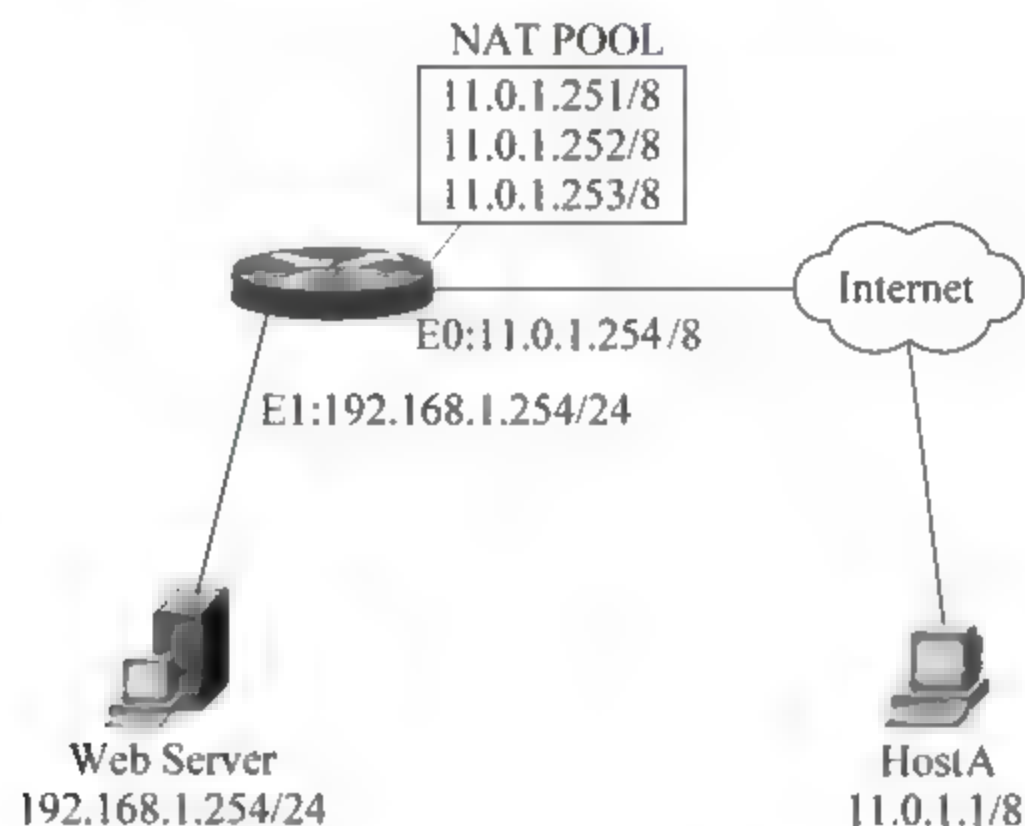 NAT POOL
11.0.1.251/8
11.0.1.252/8
11.0.1.253/8
Internet
E0:11.0.1.254/8
E1:192.168.1.254/24
Web Server
192.168.1.254/24
HostA
11.0.1.1/8